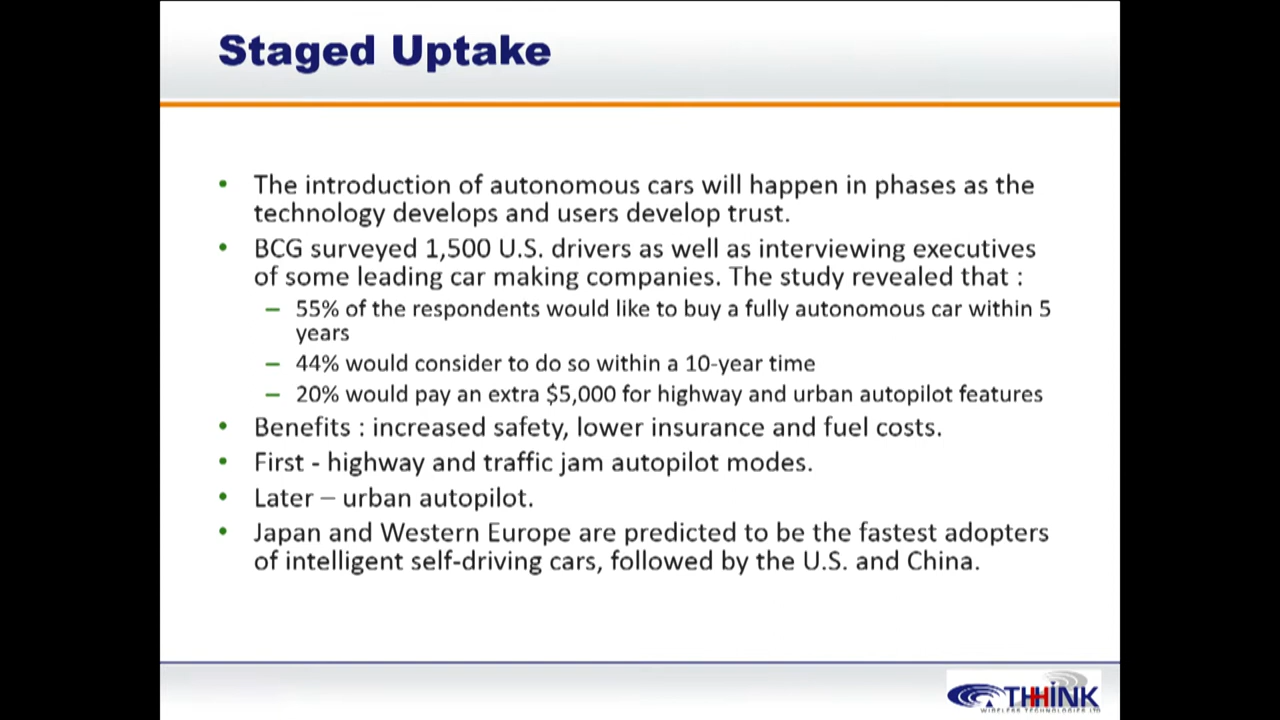 Staged Uptake
• The introduction of autonomous cars will happen in phases as the
technology develops and users develop trust.
• BCG surveyed 1,500 U.S. drivers as well as interviewing executives
of some leading car making companies. The study revealed that :
– 55% of the respondents would like to buy a fully autonomous car within 5
years
– 44% would consider to do so within a 10-year time
– 20% would pay an extra $5,000 for highway and urban autopilot features
• Benefits : increased safety, lower insurance and fuel costs.
• First - highway and traffic jam autopilot modes.
• Later – urban autopilot.
• Japan and Western Europe are predicted to be the fastest adopters
of intelligent self-driving cars, followed by the U.S. and China.
THHINK
WIRELESS TECHNOLOGIES LTD